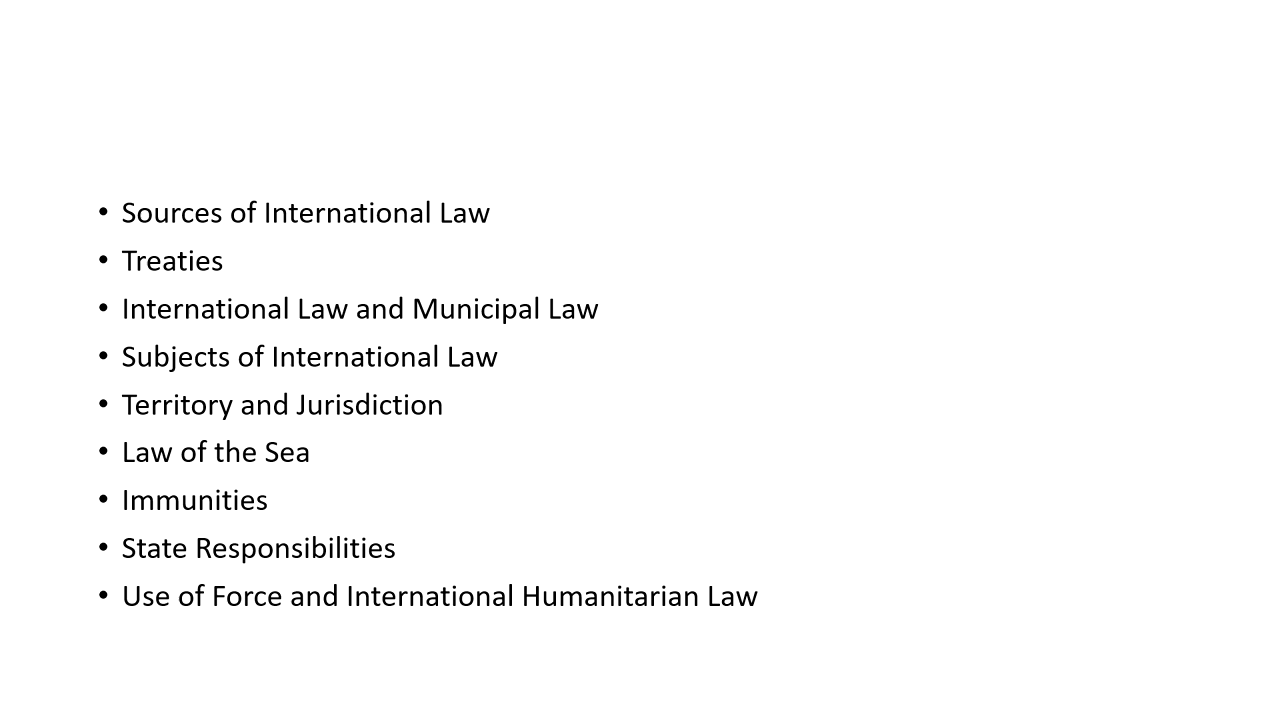 • Sources of International Law
• Treaties
• International Law and Municipal Law
• Subjects of International Law
• Territory and Jurisdiction
• Law of the Sea
• Immunities
• State Responsibilities
• Use of Force and International Humanitarian Law